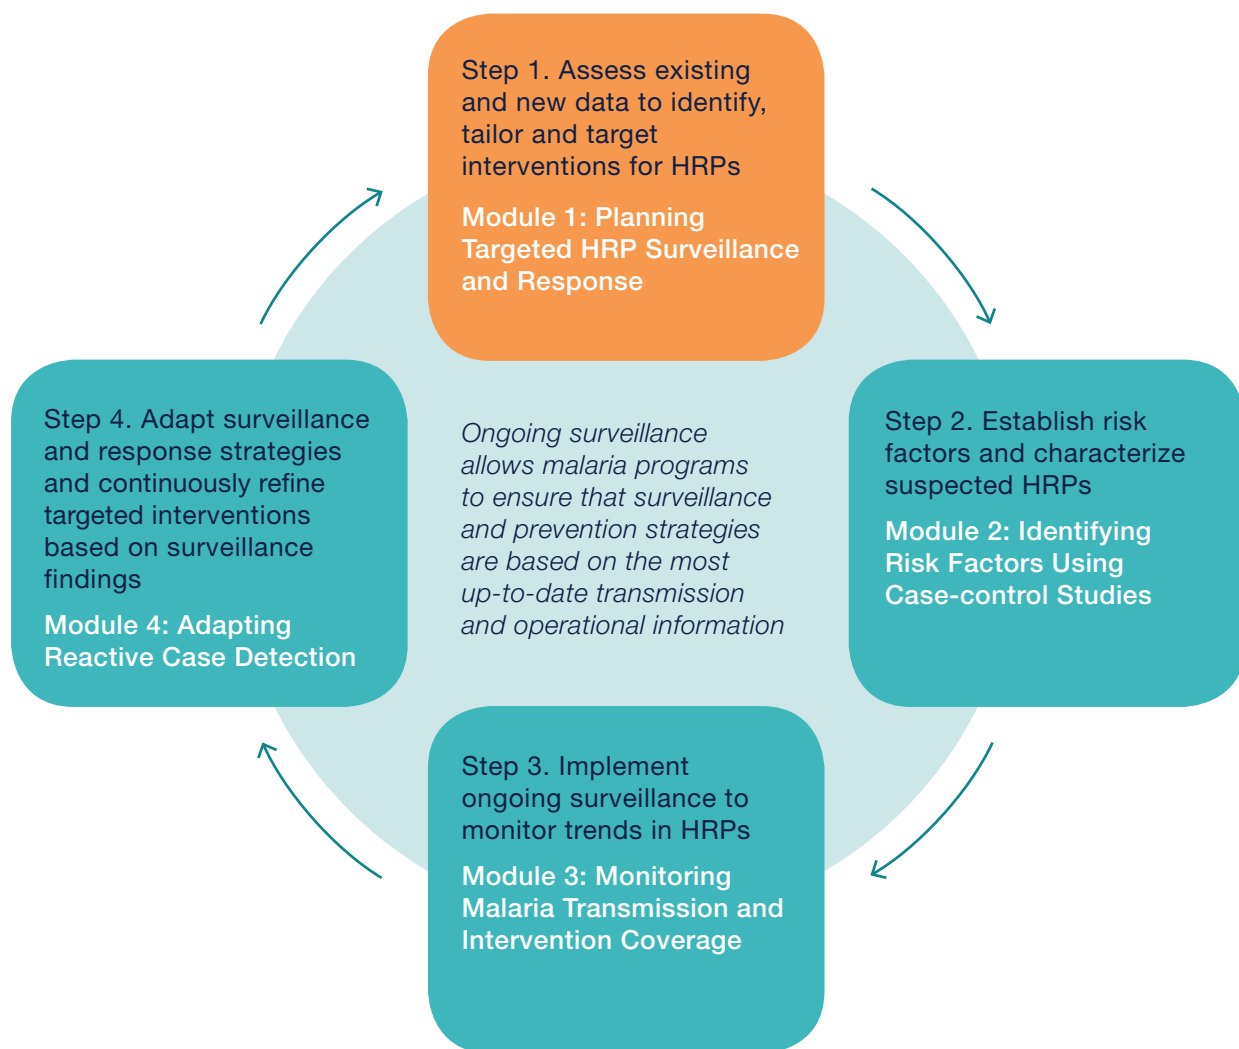 Step 1. Assess existing
and new data to identify,
tailor and target
interventions for HRPs
Module 1: Planning
Targeted HRP Surveillance
and Response
Step 2. Establish risk
factors and characterize
suspected HRPs
Module 2: Identifying
Risk Factors Using
Case-control Studies
Step 3. Implement
ongoing surveillance to
monitor trends in HRPs
Module 3: Monitoring
Malaria Transmission and
Intervention Coverage
Step 4. Adapt surveillance
and response strategies
and continuously refine
targeted interventions
based on surveillance
findings
Module 4: Adapting
Reactive Case Detection
Ongoing surveillance
allows malaria programs
to ensure that surveillance
and prevention strategies
are based on the most
up-to-date transmission
and operational information